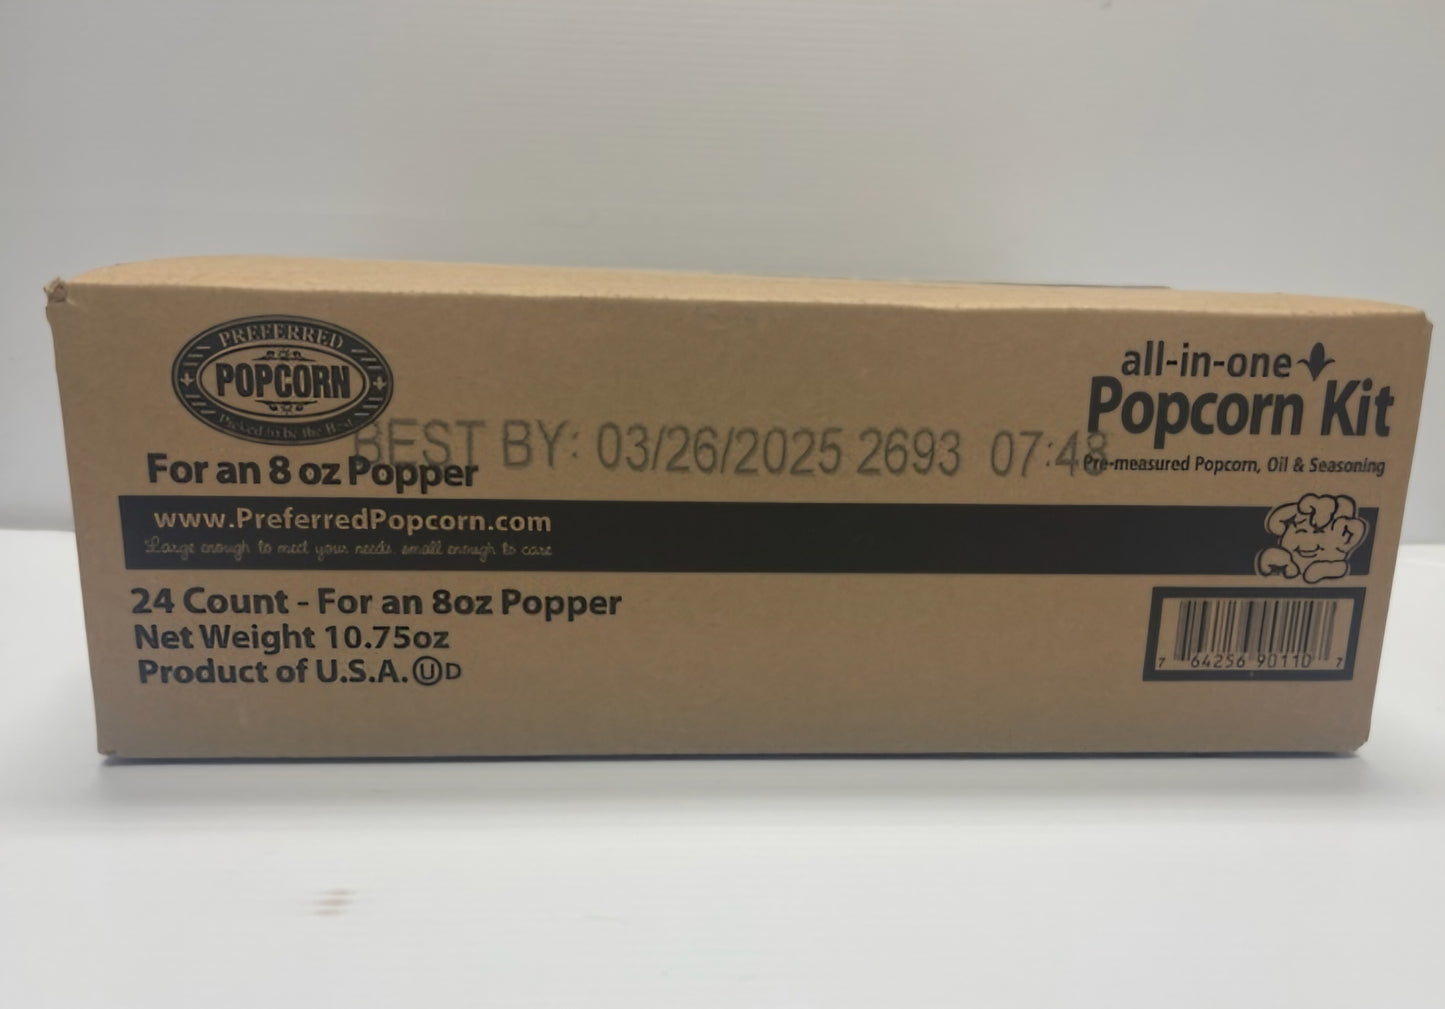 PREFERRED
POPCORN
Picked to be the Best
For an 8 oz Popper
BEST BY: 03/26/2025 2693 07:48
all-in-one
Popcorn Kit
Pre-measured Popcorn, Oil & Seasoning
www.PreferredPopcorn.com
Large enough to meet your needs, small enough to care
24 Count - For an 8oz Popper
Net Weight 10.75oz
Product of U.S.A. ⓊD
7 64256 90110 7